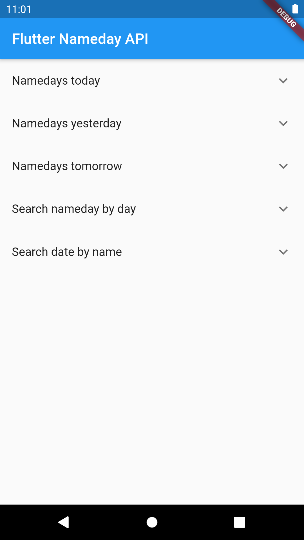 11:01
DEBUG
Flutter Nameday API
Namedays today
Namedays yesterday
Namedays tomorrow
Search nameday by day
Search date by name